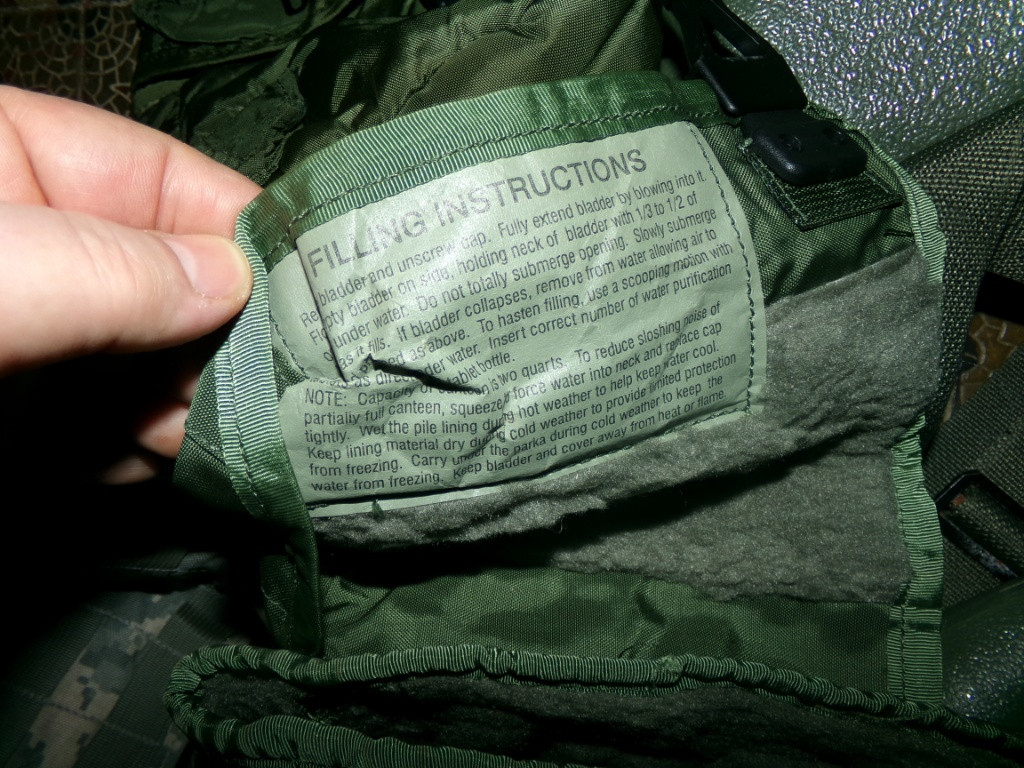 FILLING INSTRUCTIONS
bladder and unscrew cap. Fully extend bladder by blowing into it.
bladder on side, holding neck of bladder with 1/3 to 1/2 of
under water. Do not totally submerge opening. Slowly submerge
as it fills. If bladder collapses, remove from water allowing air to
as above. To hasten filling, use a scooping motion with
as water. Insert correct number of water purification
bottle.
NOTE: Capacity of is two quarts. To reduce sloshing noise of
partially full canteen, squeeze force water into neck and replace cap
tightly. Wet the pile lining during hot weather to help keep water cool.
Keep lining material dry during cold weather to provide limited protection
from freezing. Carry under the parka during cold weather to keep the
water from freezing. Keep bladder and cover away from heat or flame.